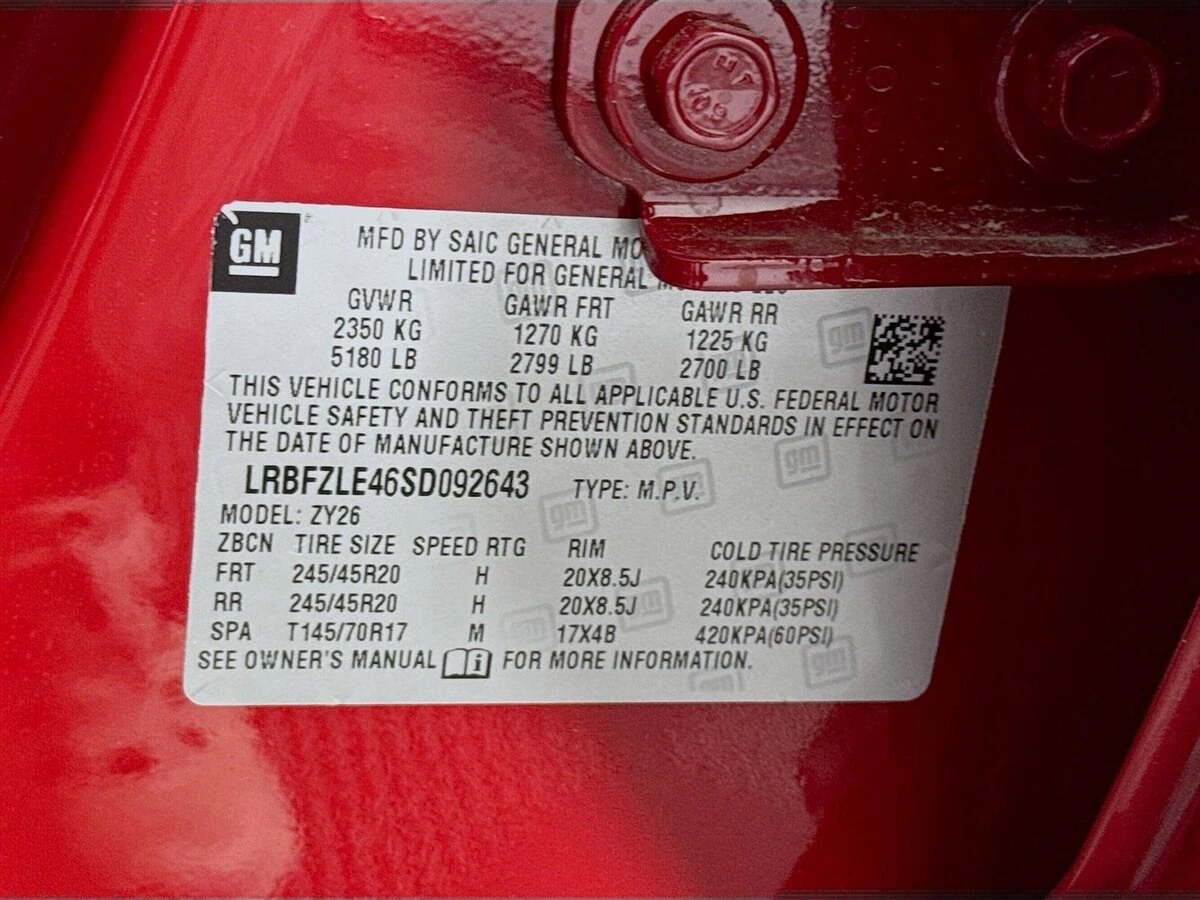 GM
MFD BY SAIC GENERAL
LIMITED FOR GENERAL
GVWR GAWR FRT GAWR RR
2350 KG 1270 KG 1225 KG
5180 LB 2799 LB 2700 LB
THIS VEHICLE CONFORMS TO ALL APPLICABLE U.S. FEDERAL MOTOR
VEHICLE SAFETY AND THEFT PREVENTION STANDARDS IN EFFECT ON
THE DATE OF MANUFACTURE SHOWN ABOVE.
LRBFZLE46SD092643 TYPE: M.P.V.
MODEL: ZY26
ZBCN TIRE SIZE SPEED RTG RIM COLD TIRE PRESSURE
FRT 245/45R20 H 20X8.5J 240KPA(35PSI)
RR 245/45R20 H 20X8.5J 240KPA(35PSI)
SPA T145/70R17 M 17X4B 420KPA(60PSI)
SEE OWNER'S MANUAL i FOR MORE INFORMATION.